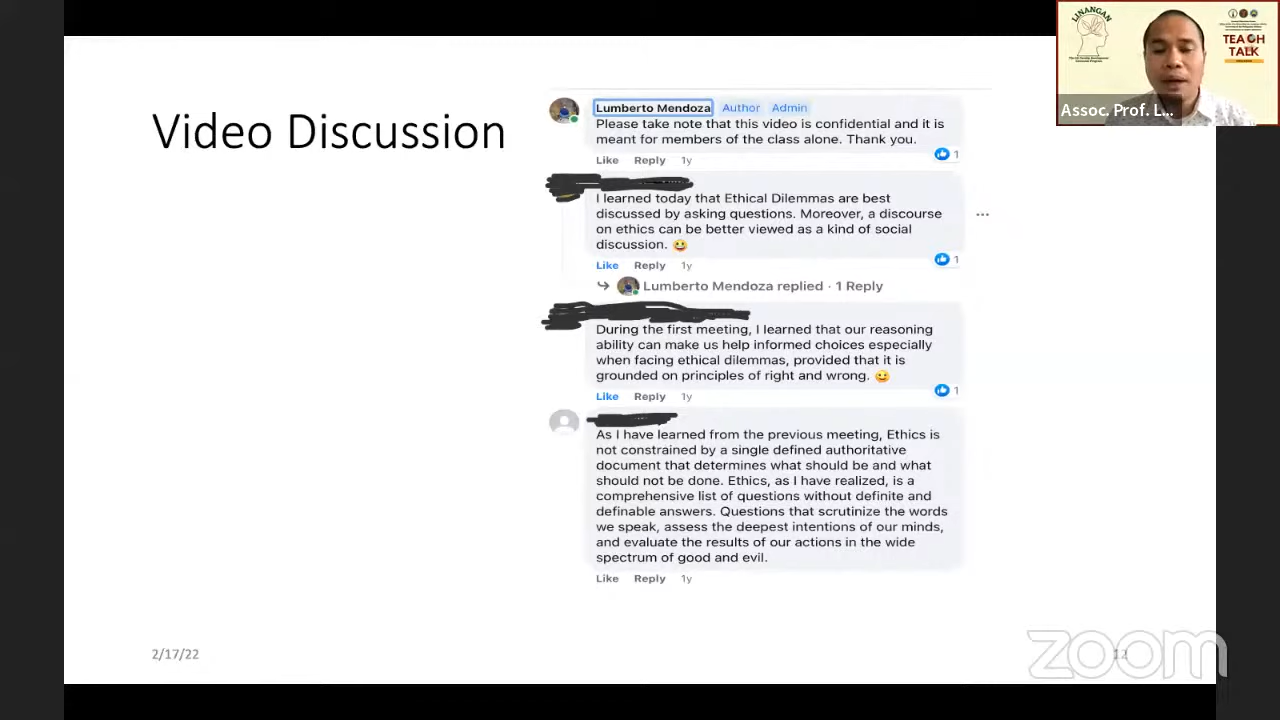 LINANGAN
TEACH
TALK
Assoc. Prof. L...
Video Discussion
Lumberto Mendoza Author Admin
Please take note that this video is confidential and it is
meant for members of the class alone. Thank you.
1
Like Reply 1y
I learned today that Ethical Dilemmas are best
discussed by asking questions. Moreover, a discourse
on ethics can be better viewed as a kind of social
discussion. 😄
1
Like Reply 1y
Lumberto Mendoza replied · 1 Reply
During the first meeting, I learned that our reasoning
ability can make us help informed choices especially
when facing ethical dilemmas, provided that it is
grounded on principles of right and wrong. 😀
1
Like Reply 1y
As I have learned from the previous meeting, Ethics is
not constrained by a single defined authoritative
document that determines what should be and what
should not be done. Ethics, as I have realized, is a
comprehensive list of questions without definite and
definable answers. Questions that scrutinize the words
we speak, assess the deepest intentions of our minds,
and evaluate the results of our actions in the wide
spectrum of good and evil.
Like Reply 1y
2/17/22
12
zoom